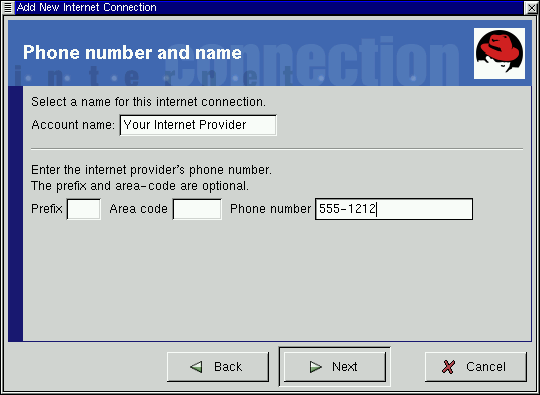 Add New Internet Connection
Phone number and name
connection
internet
Select a name for this internet connection.
Account name: Your Internet Provider
Enter the internet provider's phone number.
The prefix and area-code are optional.
Prefix Area code Phone number 555-1212
Back Next Cancel